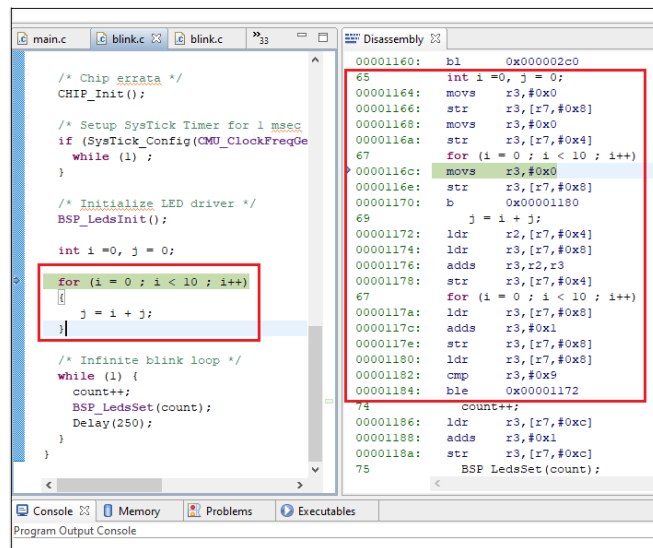 main.c blink.c blink.c »33
/* Chip errata */
CHIP_Init();
/* Setup SysTick Timer for 1 msec
if (SysTick_Config(CMU_ClockFreqGe
while (1) ;
}
/* Initialize LED driver */
BSP_LedsInit();
int i =0, j = 0;
for (i = 0 ; i < 10 ; i++)
{
j = i + j;
}
/* Infinite blink loop */
while (1) {
count++;
BSP_LedsSet(count);
Delay(250);
}
}
Disassembly
00001160: bl 0x000002c0
65 int i =0, j = 0;
00001164: movs r3,#0x0
00001166: str r3,[r7,#0x8]
00001168: movs r3,#0x0
0000116a: str r3,[r7,#0x4]
67 for (i = 0 ; i < 10 ; i++)
0000116c: movs r3,#0x0
0000116e: str r3,[r7,#0x8]
00001170: b 0x00001180
69 j = i + j;
00001172: ldr r2,[r7,#0x4]
00001174: ldr r3,[r7,#0x8]
00001176: adds r3,r2,r3
00001178: str r3,[r7,#0x4]
67 for (i = 0 ; i < 10 ; i++)
0000117a: ldr r3,[r7,#0x8]
0000117c: adds r3,#0x1
0000117e: str r3,[r7,#0x8]
00001180: ldr r3,[r7,#0x8]
00001182: cmp r3,#0x9
00001184: ble 0x00001172
74 count++;
00001186: ldr r3,[r7,#0xc]
00001188: adds r3,#0x1
0000118a: str r3,[r7,#0xc]
75 BSP_LedsSet(count);
Console Memory Problems Executables
Program Output Console